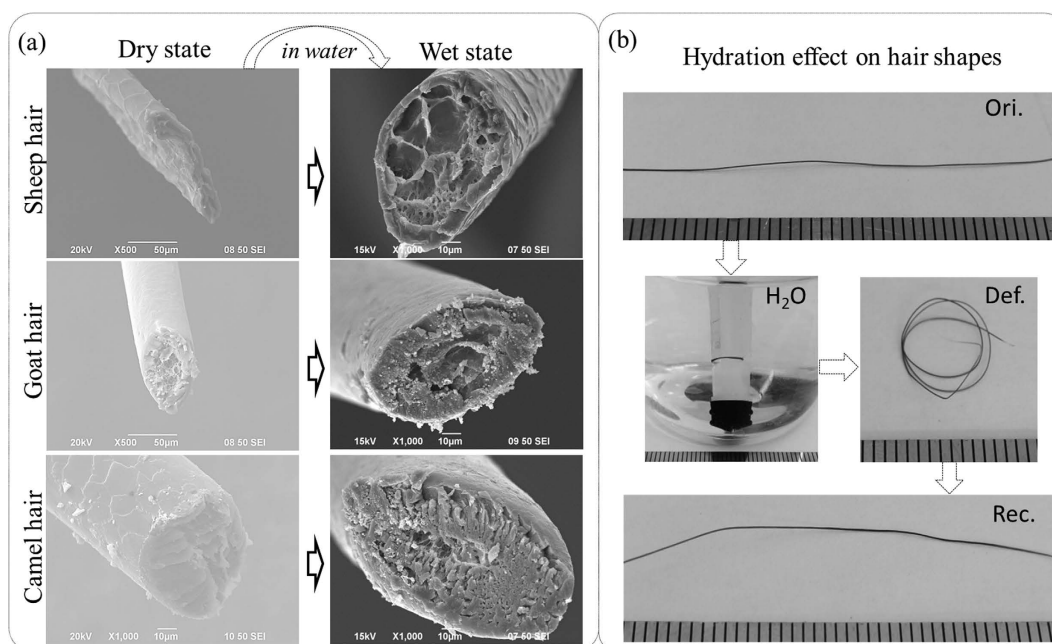 (a)
Dry state
in water
Wet state
Sheep hair
20kV X500 50µm 08 50 SEI
15kV X1,000 10µm 07 50 SEI
Goat hair
20kV X500 50µm 08 50 SEI
15kV X1,000 10µm 09 50 SEI
Camel hair
20kV X1,000 10µm 10 50 SEI
15kV X1,000 10µm 07 50 SEI
(b)
Hydration effect on hair shapes
Ori.
H₂O
Def.
Rec.